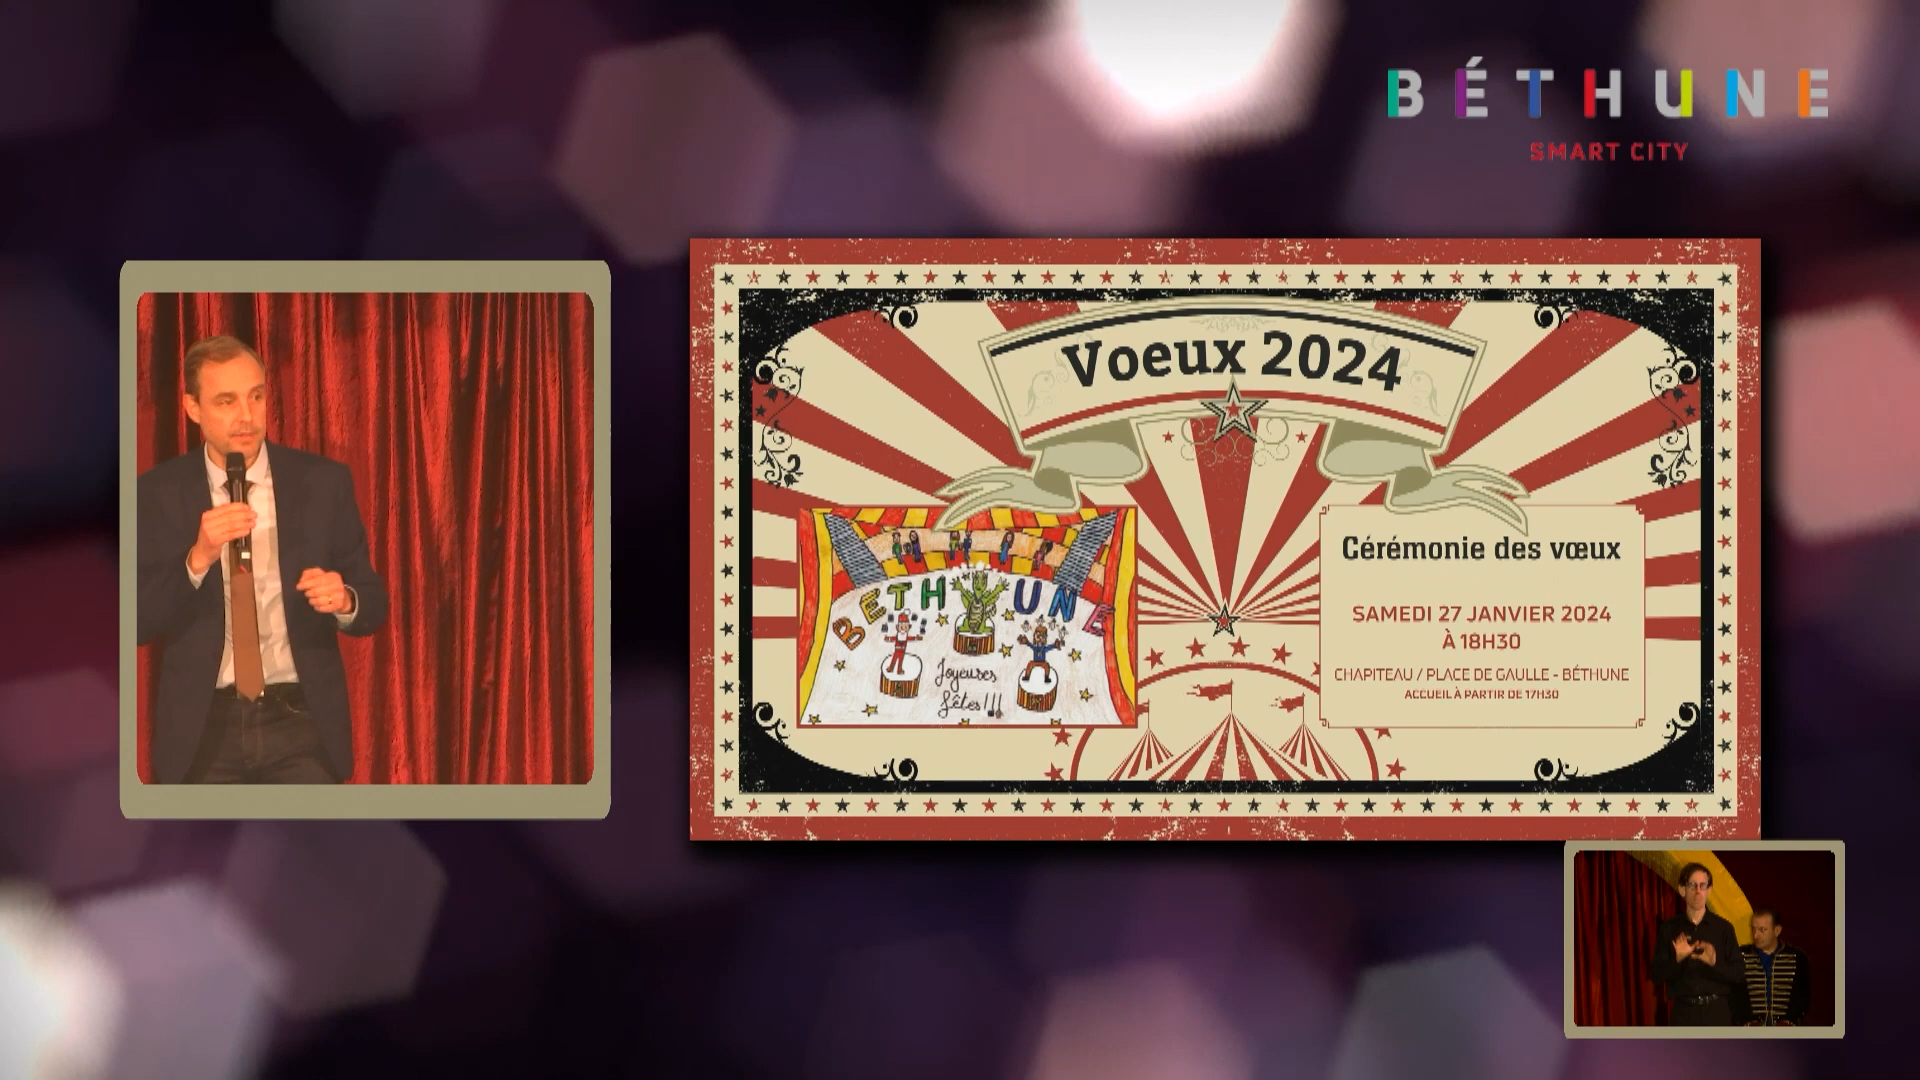 BÉTHUNE
SMART CITY
Voeux 2024
BETHUNE
Joyeuses
fêtes!!!
Cérémonie des vœux
SAMEDI 27 JANVIER 2024
À 18H30
CHAPITEAU / PLACE DE GAULLE - BÉTHUNE
ACCUEIL À PARTIR DE 17H30